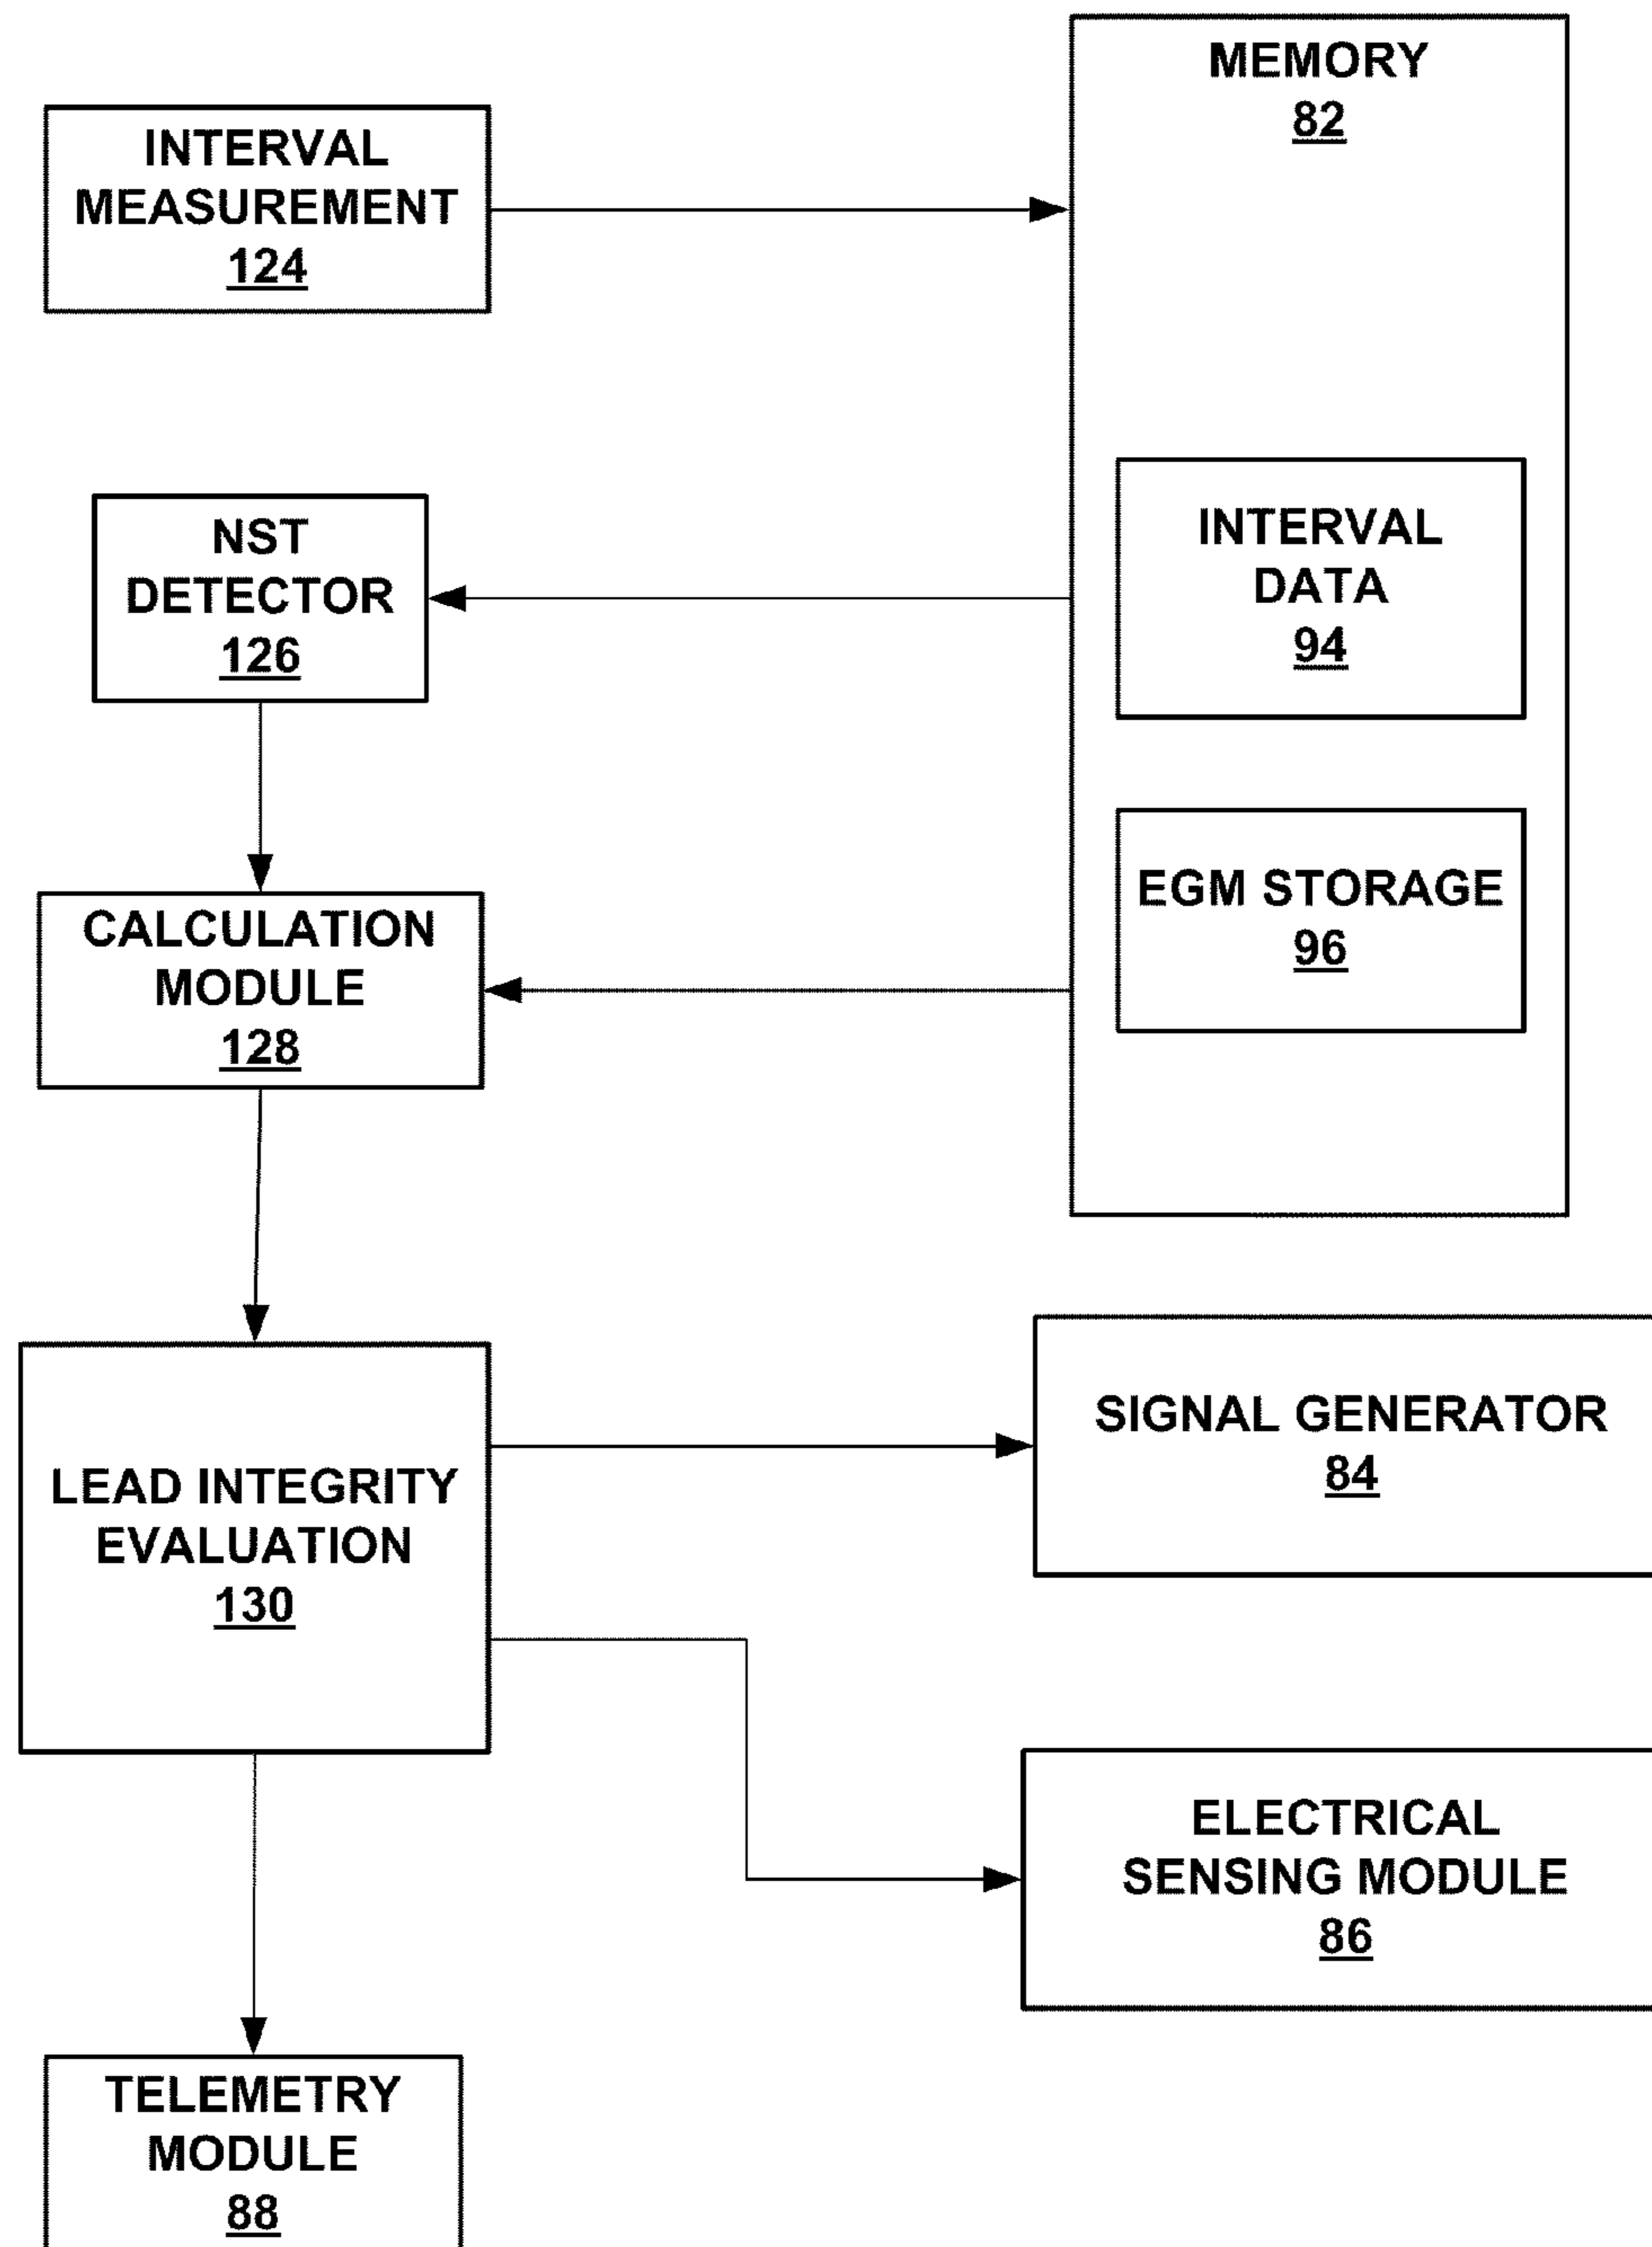 MEMORY
82
INTERVAL
MEASUREMENT
124
NST
DETECTOR
126
INTERVAL
DATA
94
EGM STORAGE
96
CALCULATION
MODULE
128
LEAD INTEGRITY
EVALUATION
130
SIGNAL GENERATOR
84
ELECTRICAL
SENSING MODULE
86
TELEMETRY
MODULE
88